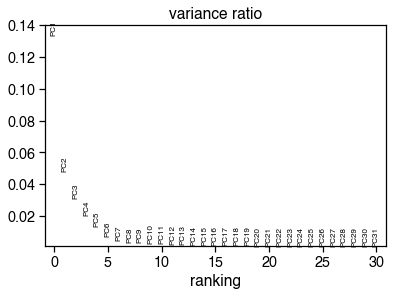 variance ratio
0.14
0.12
0.10
0.08
0.06
0.04
0.02
PC1
PC2
PC3
PC4
PC5
PC6
PC7
PC8
PC9
PC10
PC11
PC12
PC13
PC14
PC15
PC16
PC17
PC18
PC19
PC20
PC21
PC22
PC23
PC24
PC25
PC26
PC27
PC28
PC29
PC30
PC31
0 5 10 15 20 25 30
ranking